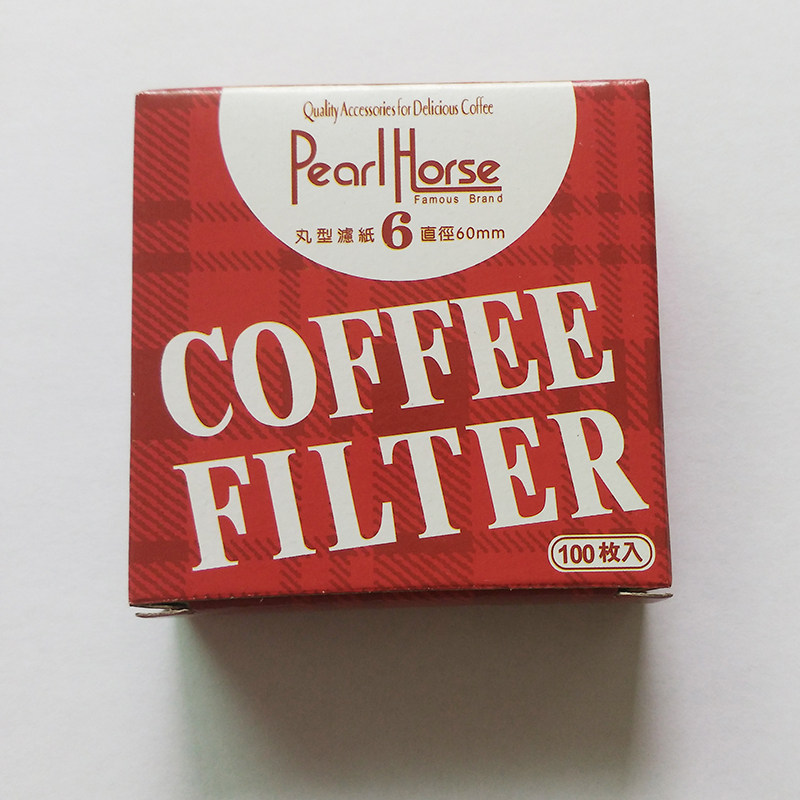 Quality Accessories for Delicious Coffee
Pearl Horse
Famous Brand
丸型濾紙 6 直徑60mm
COFFEE
FILTER
100枚入